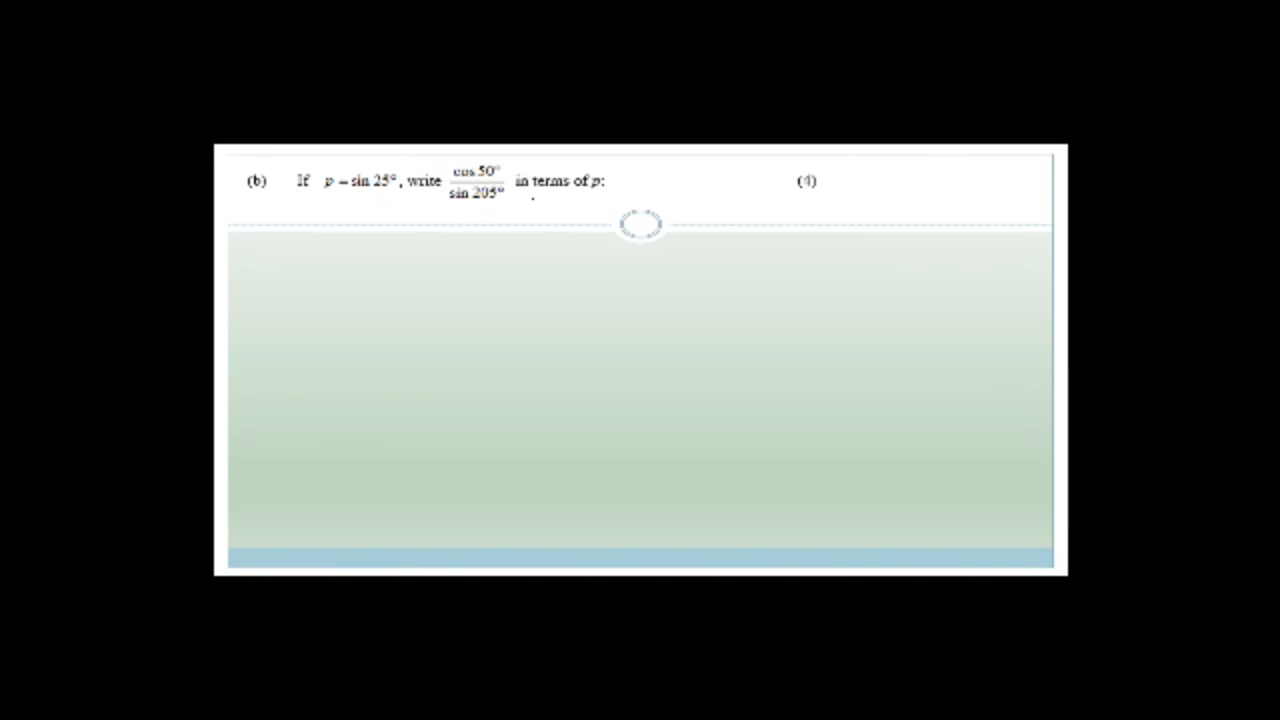 (b) If p = sin 25°, write cos 50° / sin 205° in terms of p: (4)